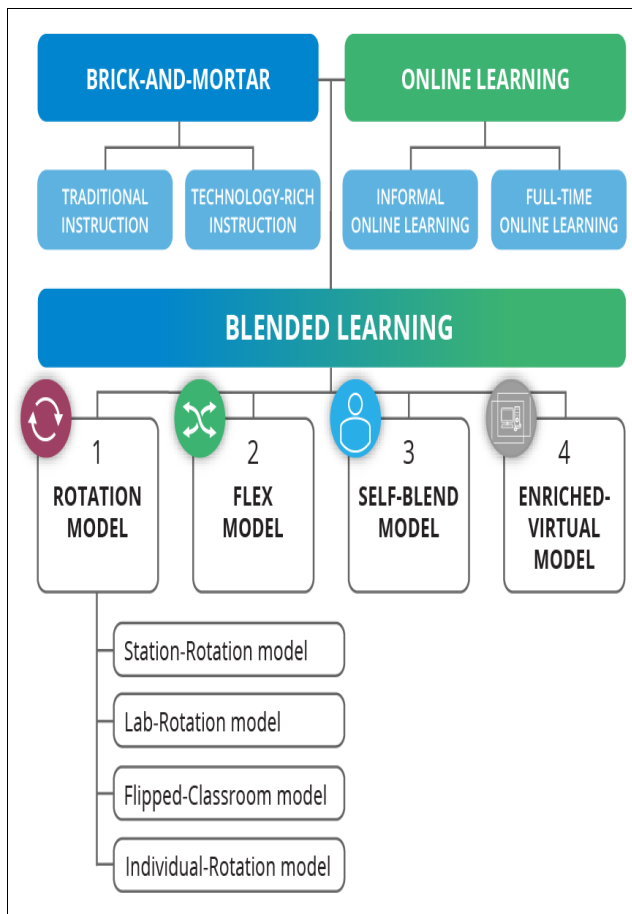 BRICK-AND-MORTAR
ONLINE LEARNING
TRADITIONAL
INSTRUCTION
TECHNOLOGY-RICH
INSTRUCTION
INFORMAL
ONLINE LEARNING
FULL-TIME
ONLINE LEARNING
BLENDED LEARNING
1
ROTATION
MODEL
2
FLEX
MODEL
3
SELF-BLEND
MODEL
4
ENRICHED-
VIRTUAL
MODEL
Station-Rotation model
Lab-Rotation model
Flipped-Classroom model
Individual-Rotation model